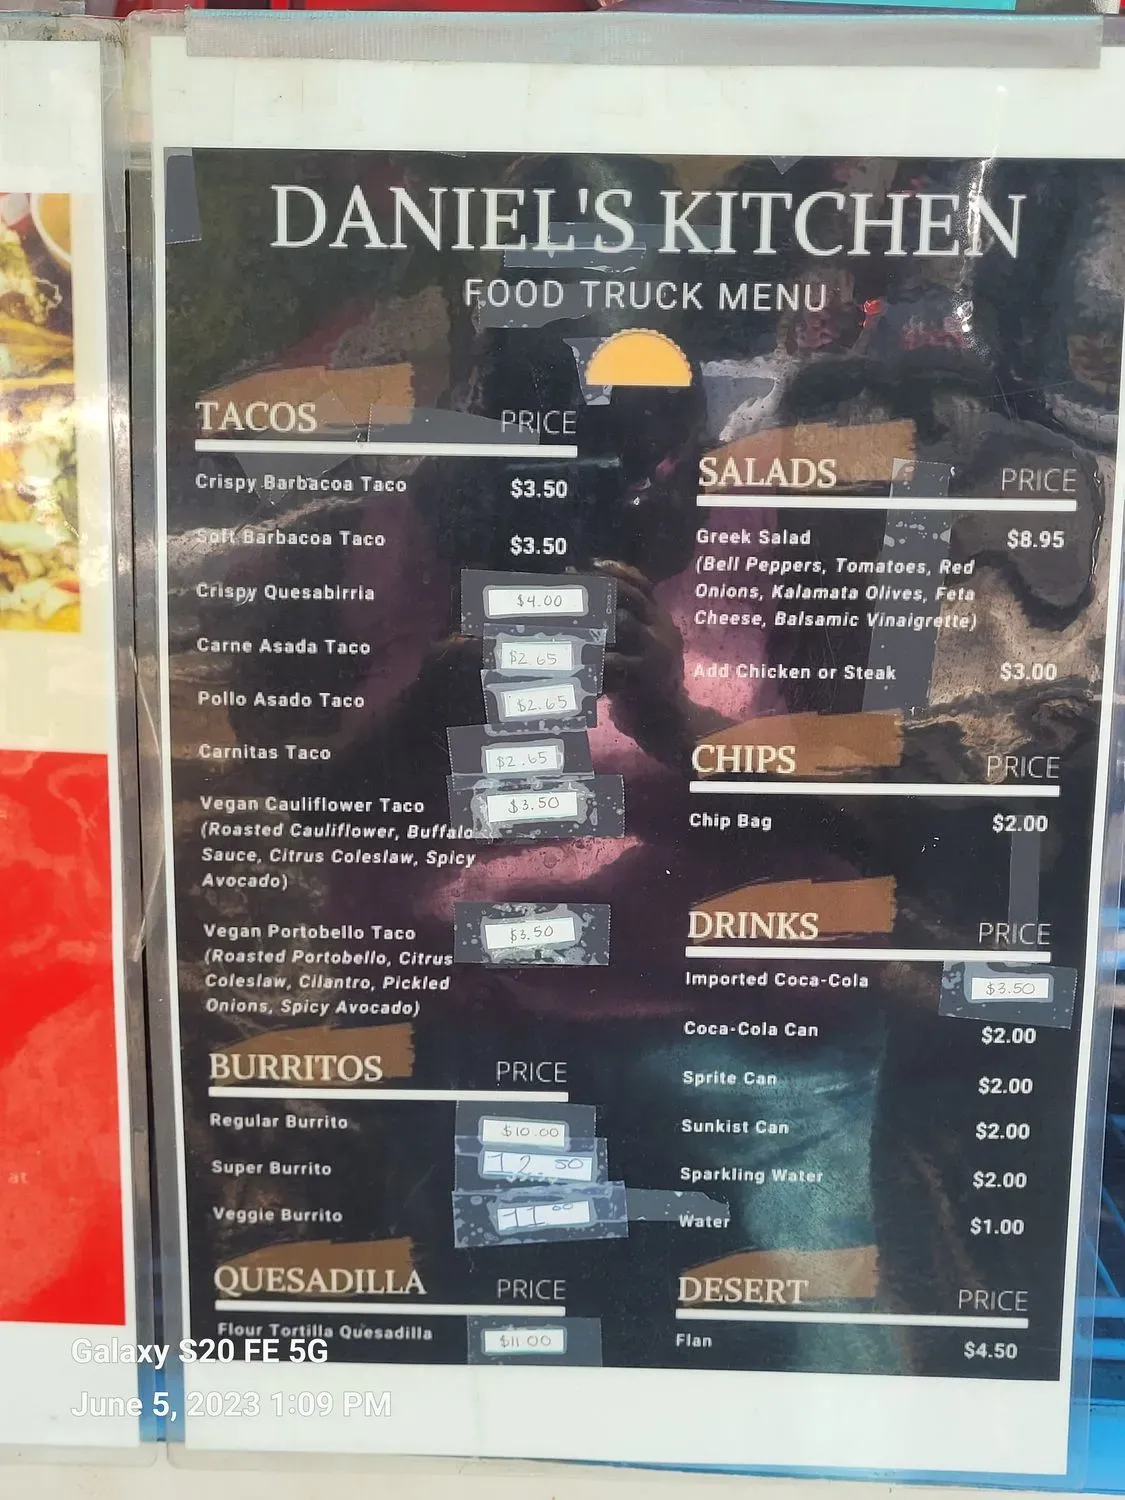 DANIEL'S KITCHEN
FOOD TRUCK MENU
TACOS PRICE
Crispy Barbacoa Taco $3.50
Soft Barbacoa Taco $3.50
Crispy Quesabirria $4.00
Carne Asada Taco $2.65
Pollo Asado Taco $2.65
Carnitas Taco $2.65
Vegan Cauliflower Taco $3.50
(Roasted Cauliflower, Buffalo
Sauce, Citrus Coleslaw, Spicy
Avocado)
Vegan Portobello Taco $3.50
(Roasted Portobello, Citrus
Coleslaw, Cilantro, Pickled
Onions, Spicy Avocado)
BURRITOS PRICE
Regular Burrito $10.00
Super Burrito 12.50
Veggie Burrito 11.00
QUESADILLA PRICE
Flour Tortilla Quesadilla $11.00
SALADS PRICE
Greek Salad $8.95
(Bell Peppers, Tomatoes, Red
Onions, Kalamata Olives, Feta
Cheese, Balsamic Vinaigrette)
Add Chicken or Steak $3.00
CHIPS PRICE
Chip Bag $2.00
DRINKS PRICE
Imported Coca-Cola $3.50
Coca-Cola Can $2.00
Sprite Can $2.00
Sunkist Can $2.00
Sparkling Water $2.00
Water $1.00
DESERT PRICE
Flan $4.50
at
Galaxy S20 FE 5G
June 5, 2023 1:09 PM